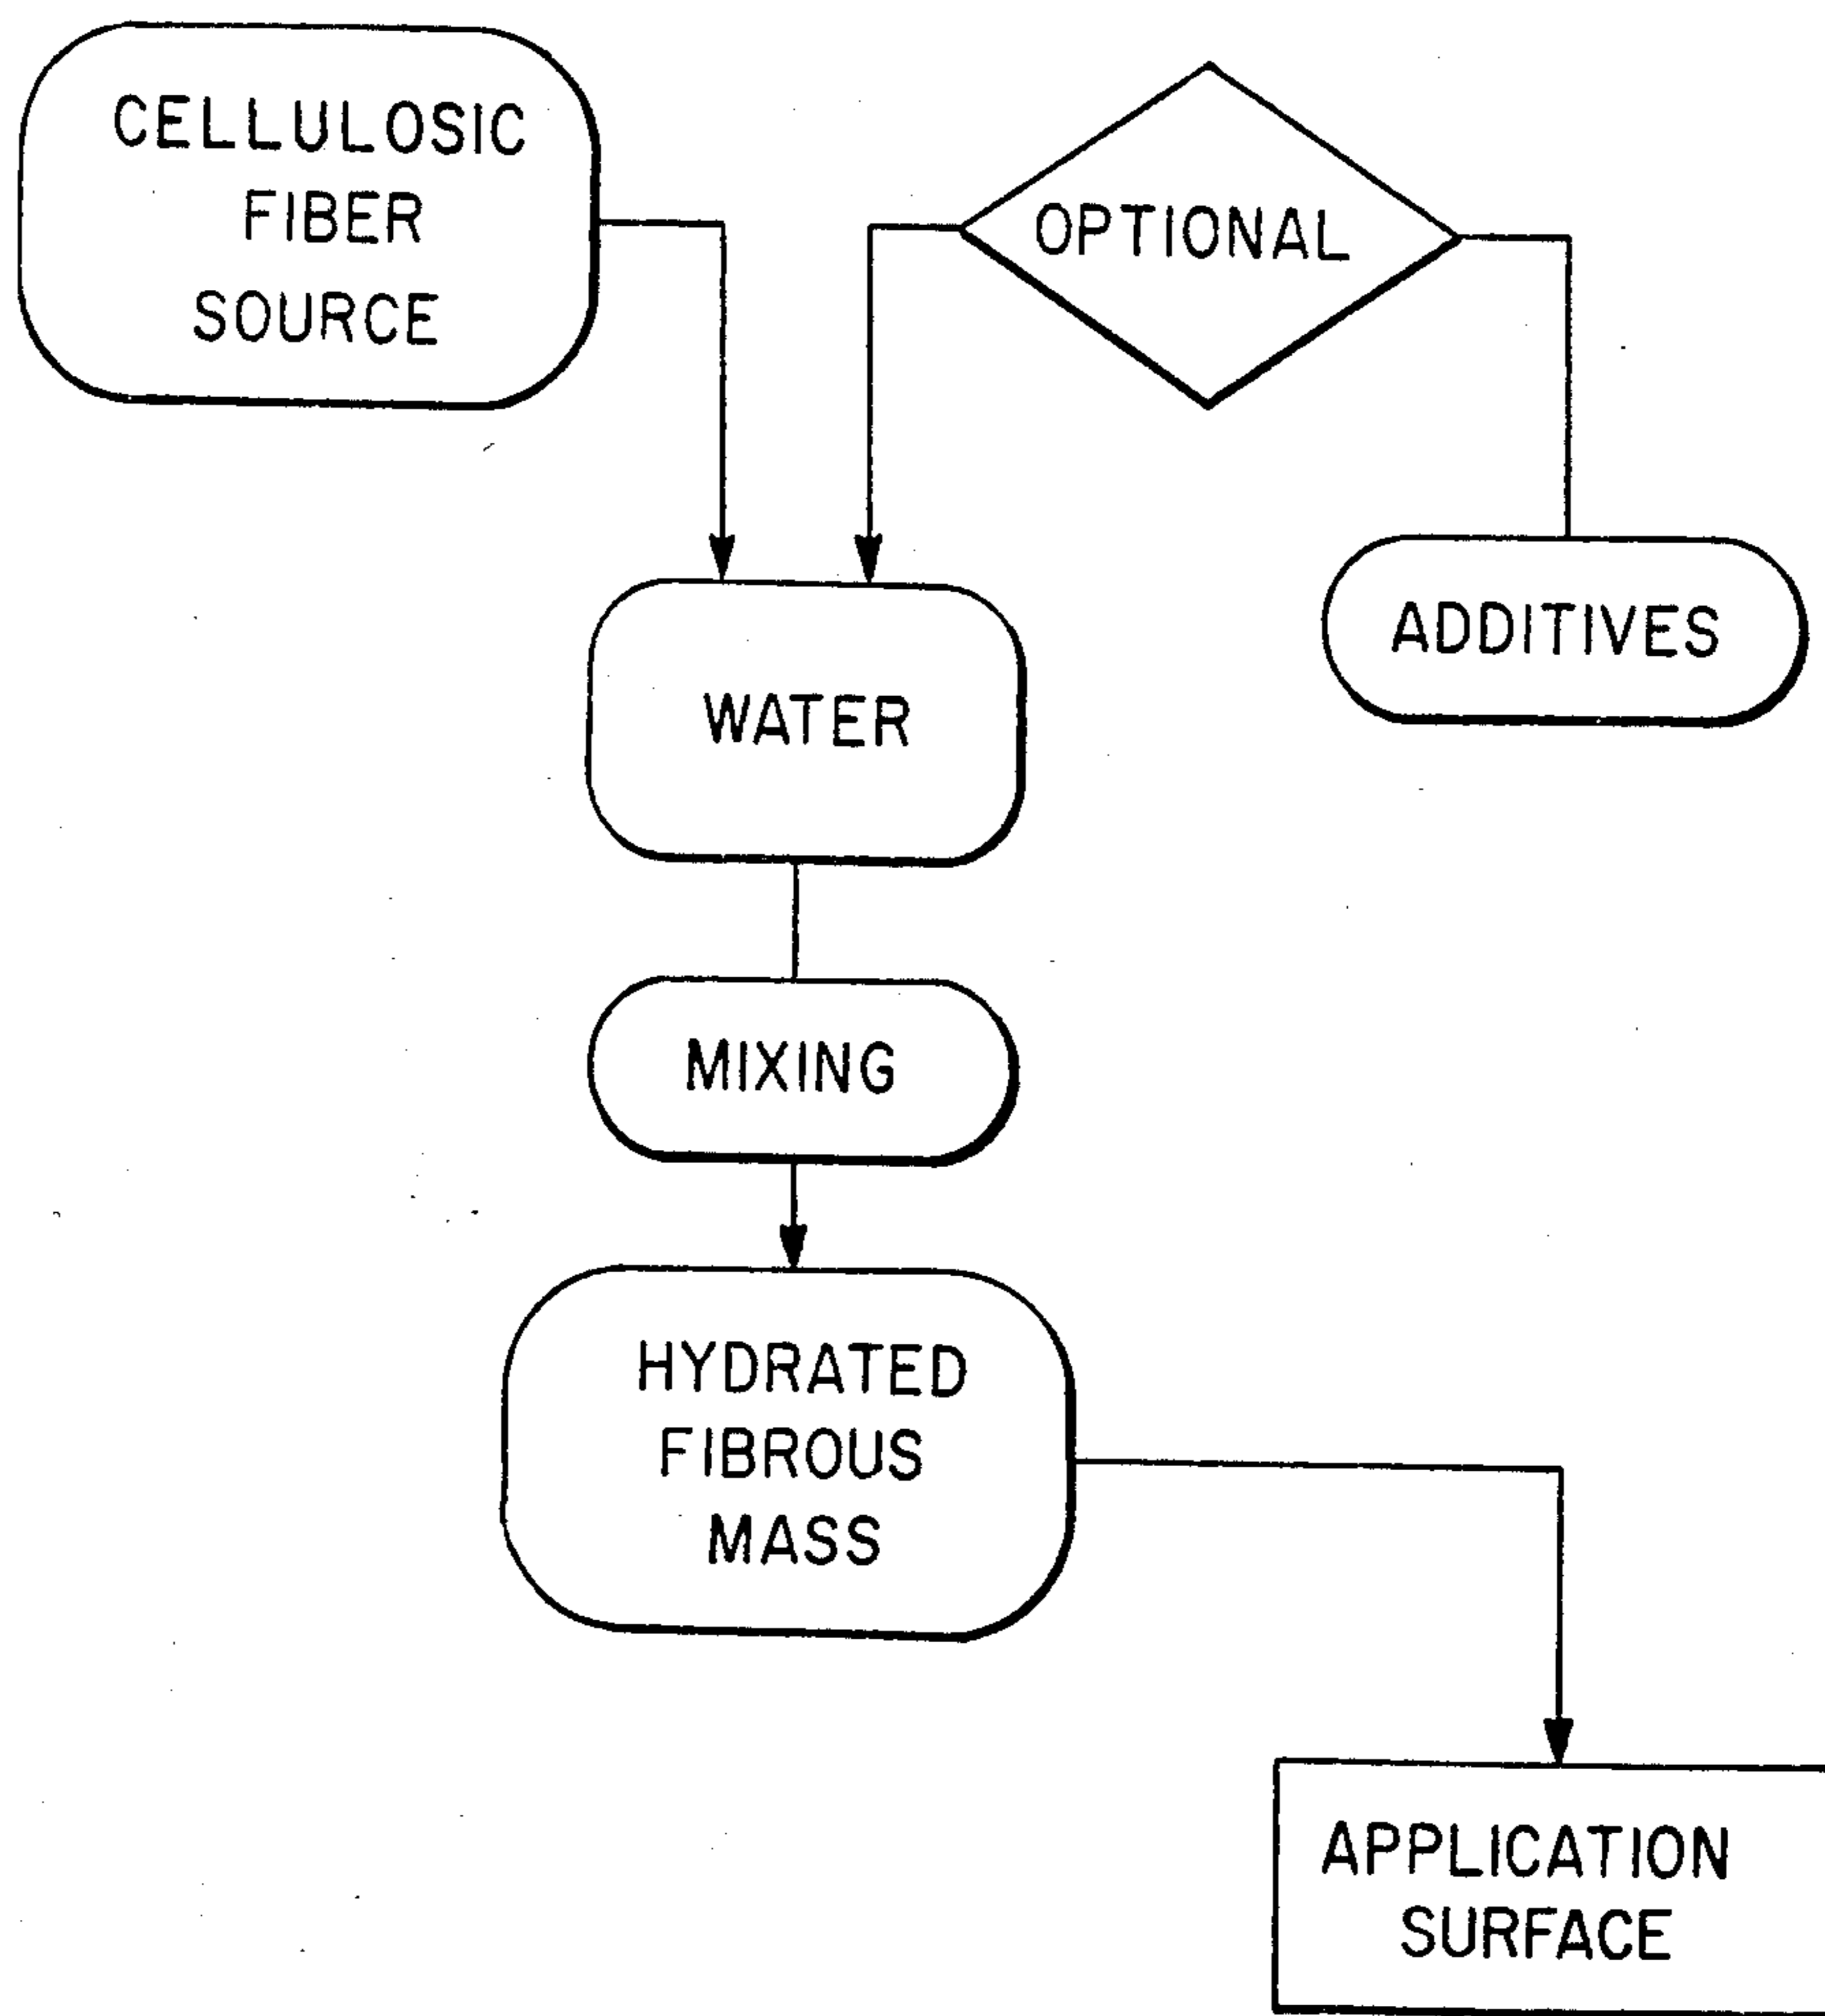 CELLULOSIC
FIBER
SOURCE
OPTIONAL
ADDITIVES
WATER
MIXING
HYDRATED
FIBROUS
MASS
APPLICATION
SURFACE